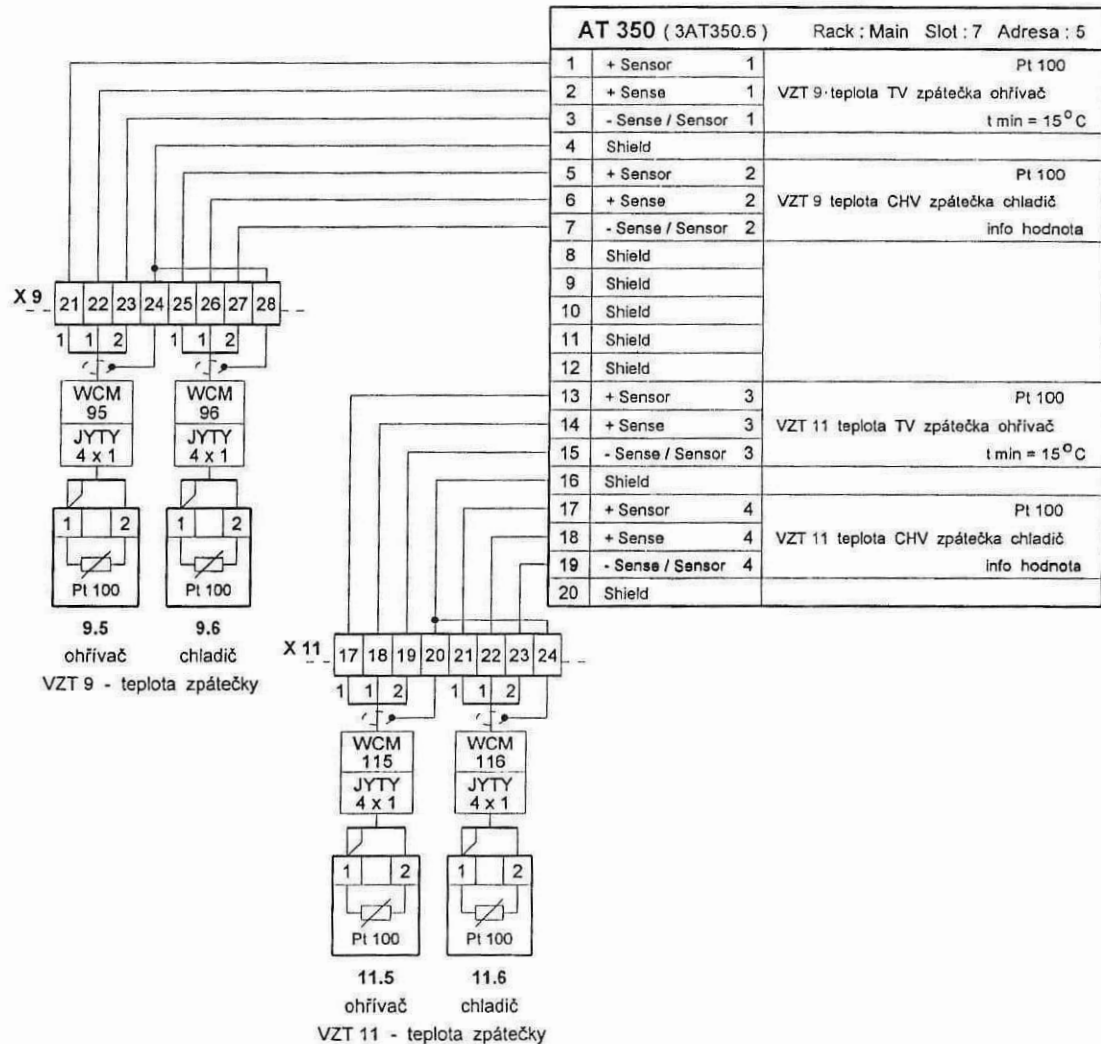 AT 350 ( 3AT350.6 ) Rack : Main Slot : 7 Adresa : 5
1 + Sensor 1 Pt 100
2 + Sense 1 VZT 9 teplota TV zpátečka ohřívač
3 - Sense / Sensor 1 t min = 15°C
4 Shield
5 + Sensor 2 Pt 100
6 + Sense 2 VZT 9 teplota CHV zpátečka chladič
7 - Sense / Sensor 2 info hodnota
8 Shield
9 Shield
10 Shield
11 Shield
12 Shield
13 + Sensor 3 Pt 100
14 + Sense 3 VZT 11 teplota TV zpátečka ohřívač
15 - Sense / Sensor 3 t min = 15°C
16 Shield
17 + Sensor 4 Pt 100
18 + Sense 4 VZT 11 teplota CHV zpátečka chladič
19 - Sense / Sensor 4 info hodnota
20 Shield
X 9 21 22 23 24 25 26 27 28
1 1 2 1 1 2
WCM WCM
95 96
JYTY JYTY
4 x 1 4 x 1
1 2 1 2
Pt 100 Pt 100
9.5 9.6
ohřívač chladič
VZT 9 - teplota zpátečky
X 11 17 18 19 20 21 22 23 24
1 1 2 1 1 2
WCM WCM
115 116
JYTY JYTY
4 x 1 4 x 1
1 2 1 2
Pt 100 Pt 100
11.5 11.6
ohřívač chladič
VZT 11 - teplota zpátečky